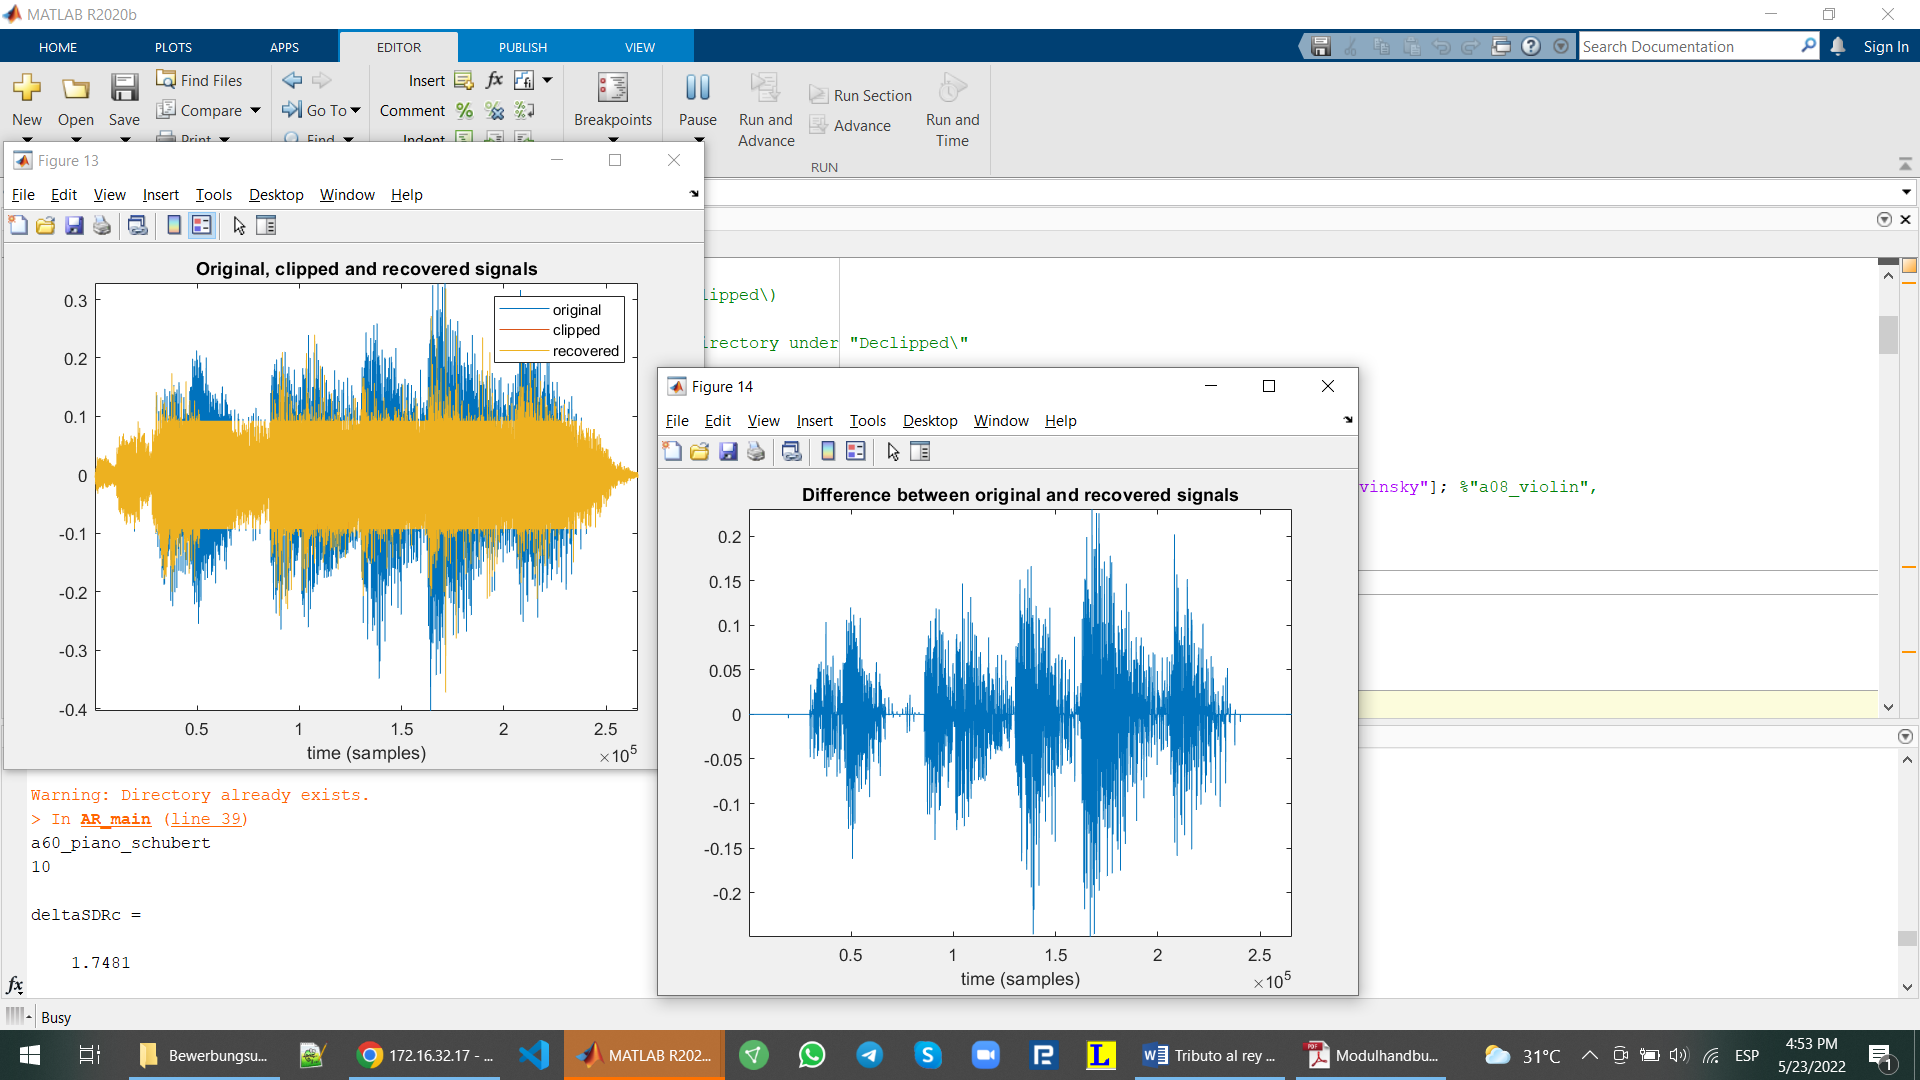 MATLAB R2020b
HOME
PLOTS
APPS
EDITOR
PUBLISH
VIEW
Search Documentation
Sign In
New
Open
Save
Find Files
Compare
Print
Go To
Find
Insert
fx
Comment
Indent
Breakpoints
Pause
Run and Advance
Run Section
Advance
Run and Time
RUN
Figure 13
File Edit View Insert Tools Desktop Window Help
Original, clipped and recovered signals
original
clipped
recovered
0.3
0.2
0.1
0
-0.1
-0.2
-0.3
-0.4
0.5 1 1.5 2 2.5
time (samples)
×10^5
lipped\)
irectory under "Declipped\"
vinsky"]; %"a08_violin",
Figure 14
File Edit View Insert Tools Desktop Window Help
Difference between original and recovered signals
0.2
0.15
0.1
0.05
0
-0.05
-0.1
-0.15
-0.2
0.5 1 1.5 2 2.5
time (samples)
×10^5
Warning: Directory already exists.
> In AR_main (line 39)
a60_piano_schubert
10
deltaSDRc =
1.7481
fx
Busy
Bewerbungsu...
172.16.32.17 - ...
MATLAB R202...
Tributo al rey ...
Modulhandbu...
31°C
ESP
4:53 PM
5/23/2022
1